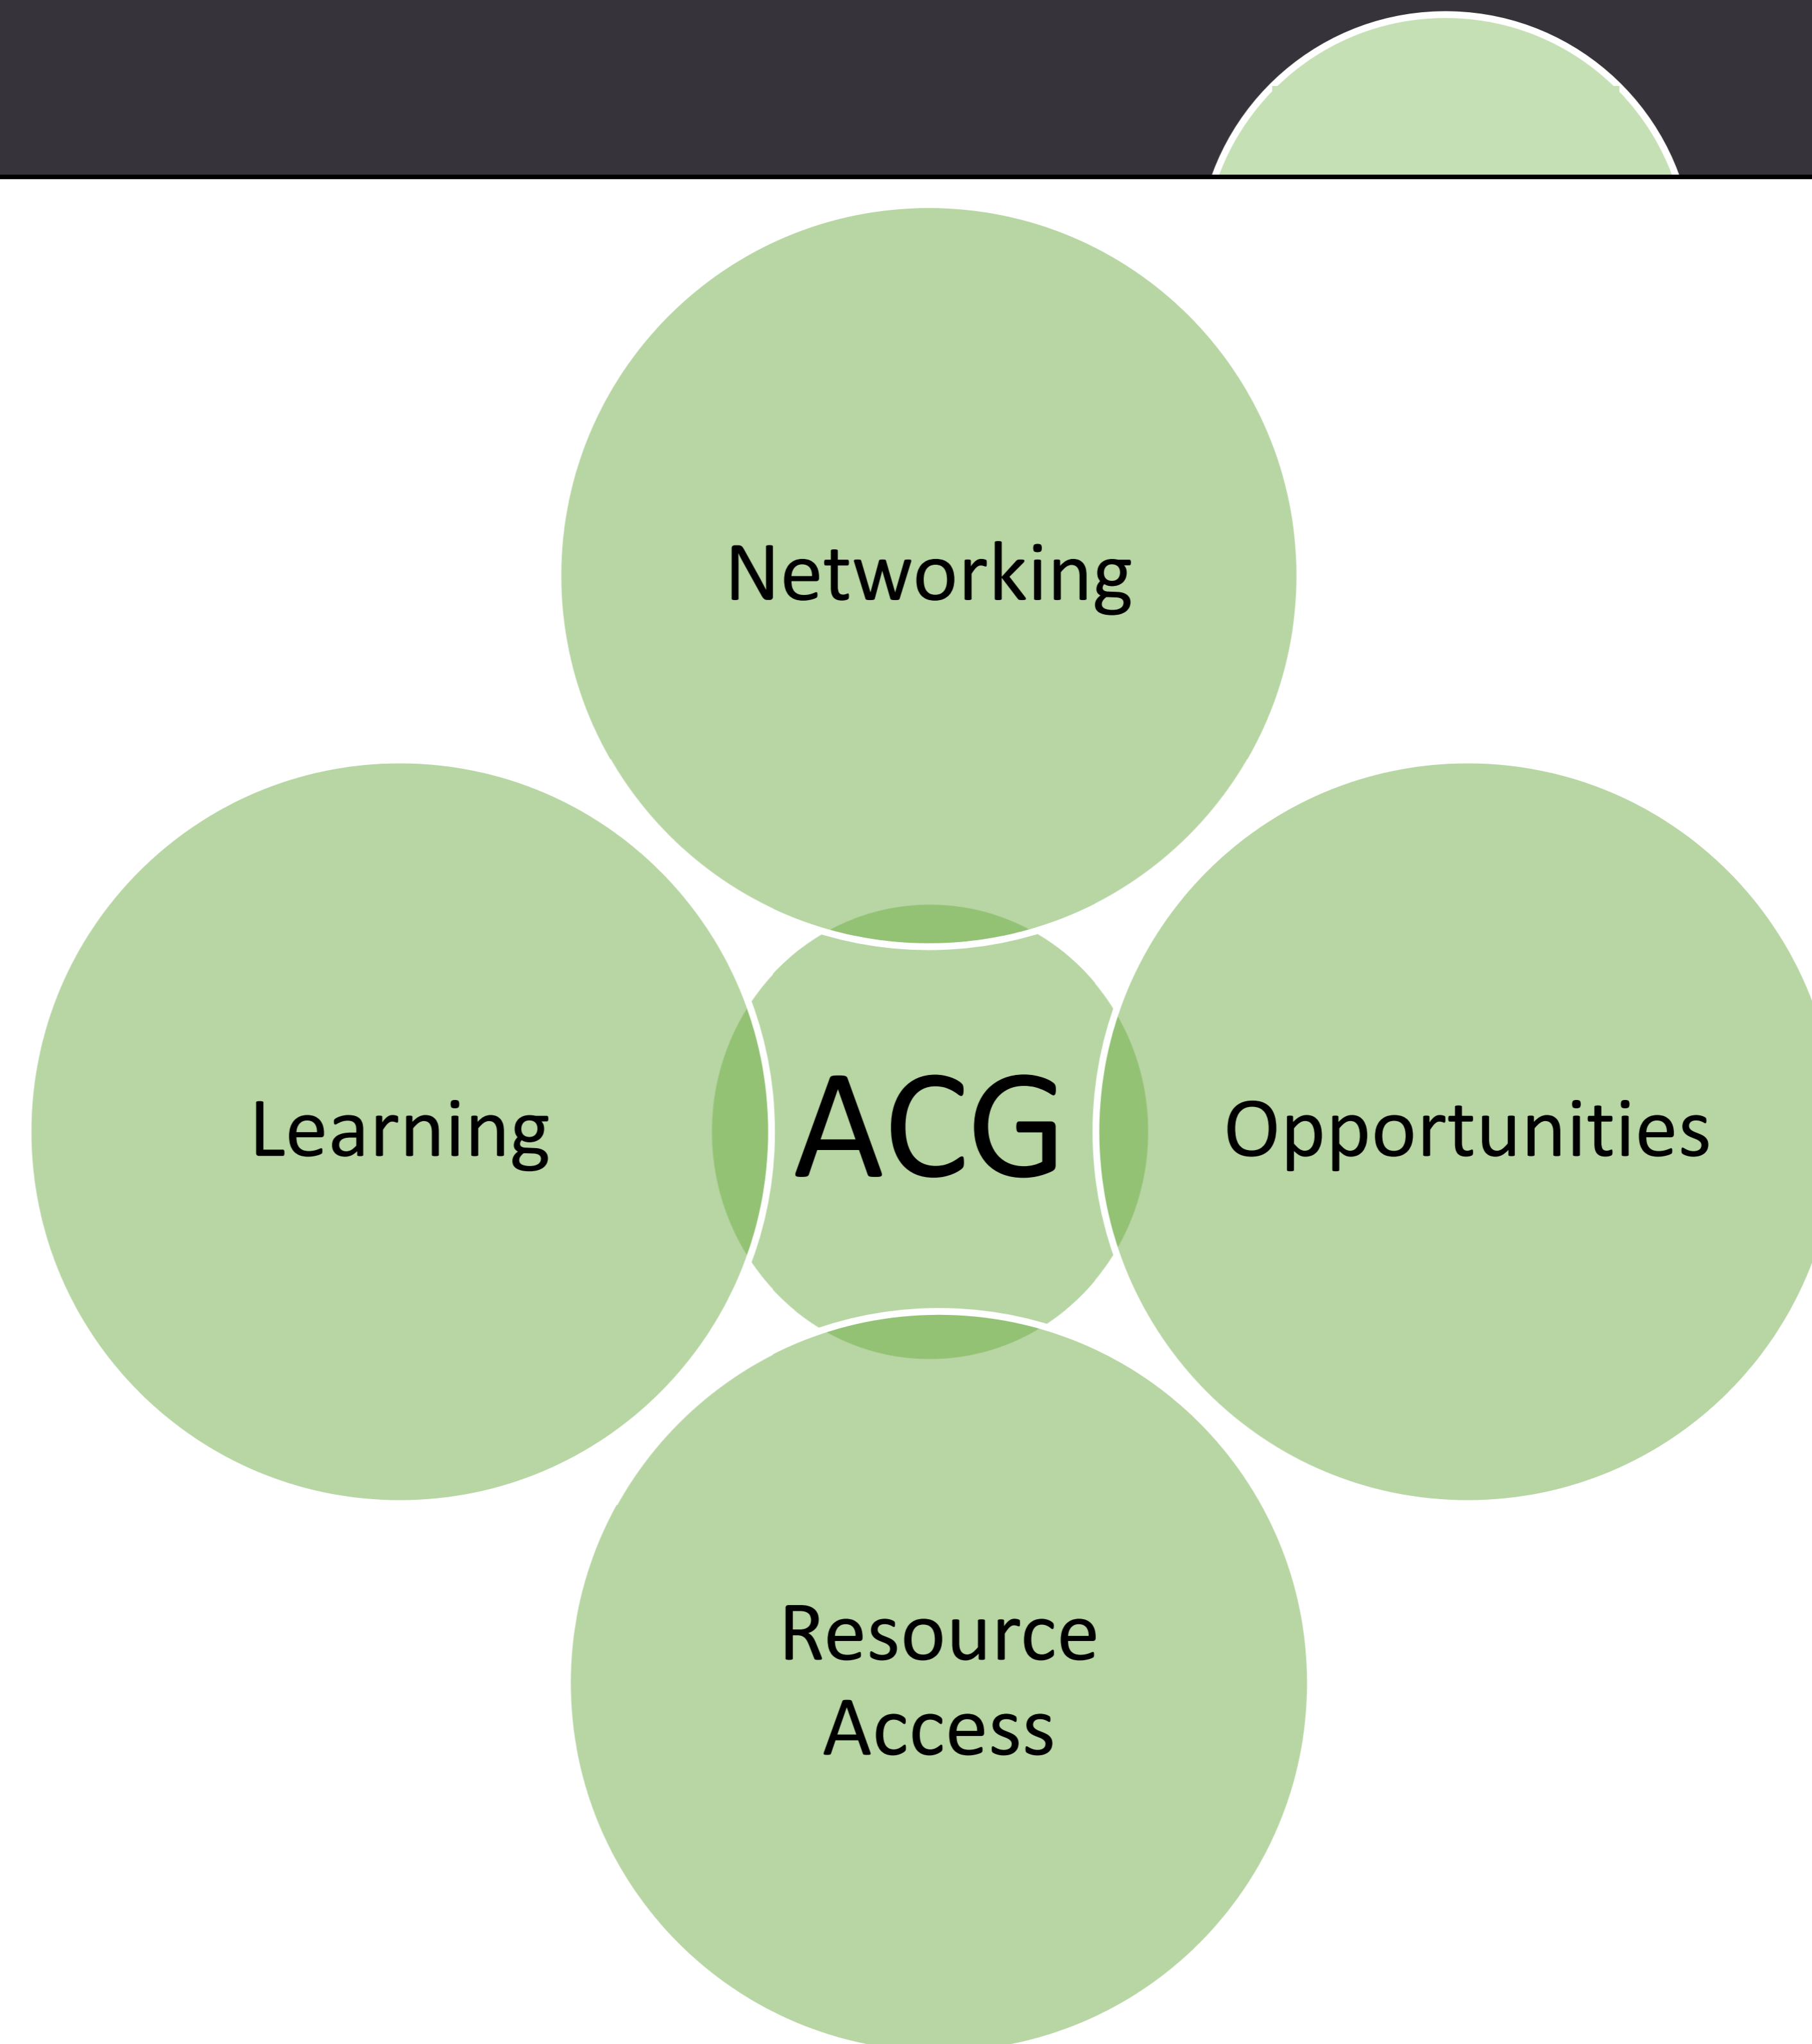 Networking
Learning
ACG
Opportunities
Resource
Access